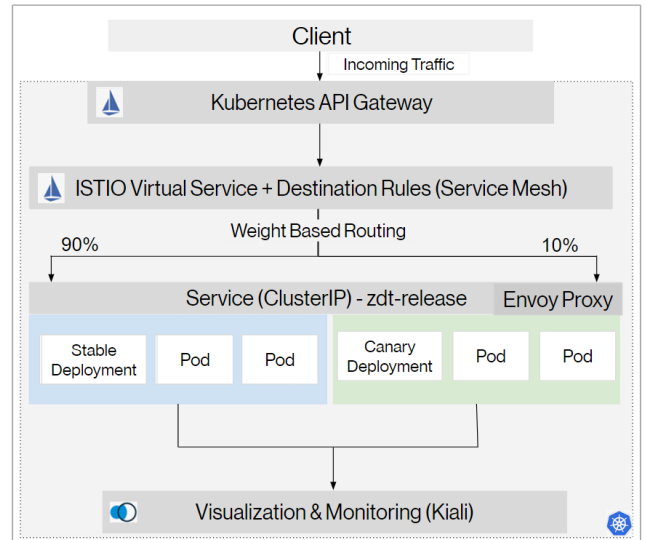 Client
Incoming Traffic
Kubernetes API Gateway
ISTIO Virtual Service + Destination Rules (Service Mesh)
Weight Based Routing
90%
10%
Service (ClusterIP) - zdt-release
Envoy Proxy
Stable
Deployment
Pod
Pod
Canary
Deployment
Pod
Pod
Visualization & Monitoring (Kiali)